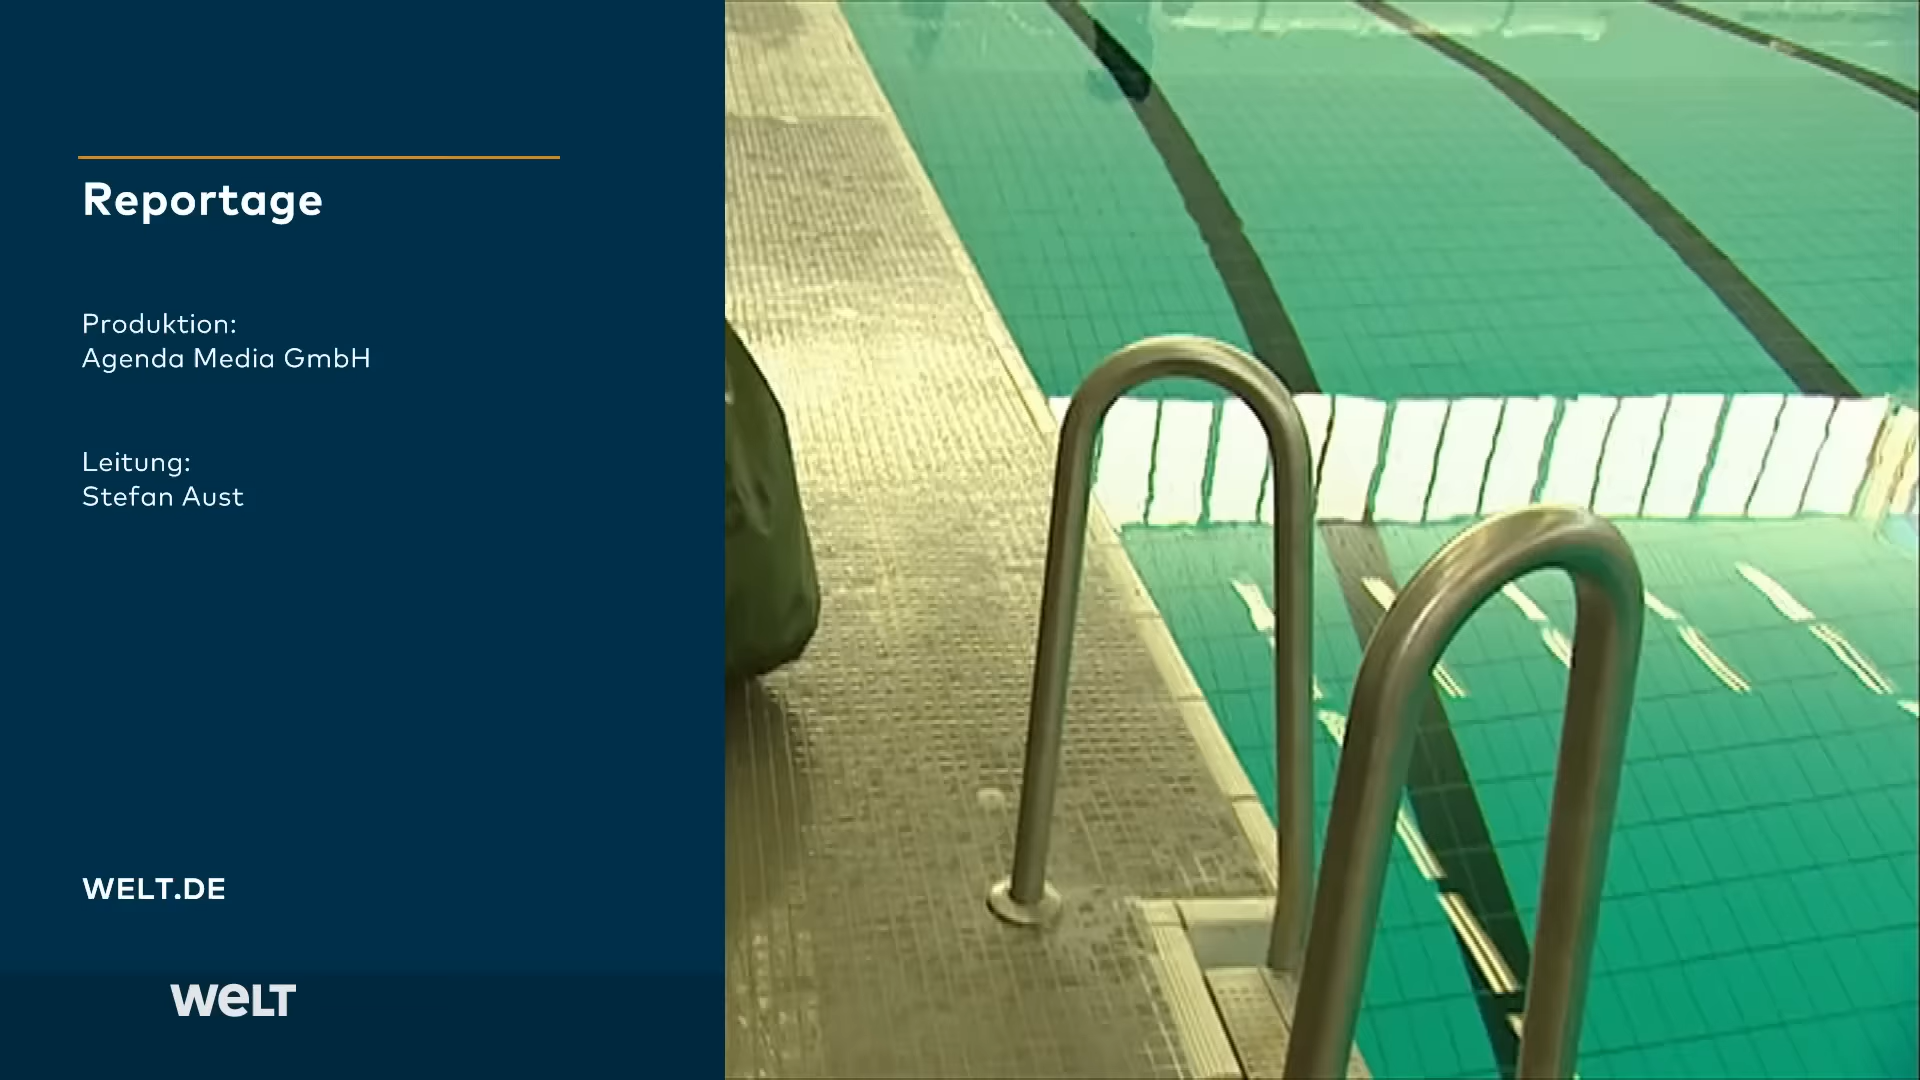 Reportage
Produktion:
Agenda Media GmbH
Leitung:
Stefan Aust
WELT.DE
WELT